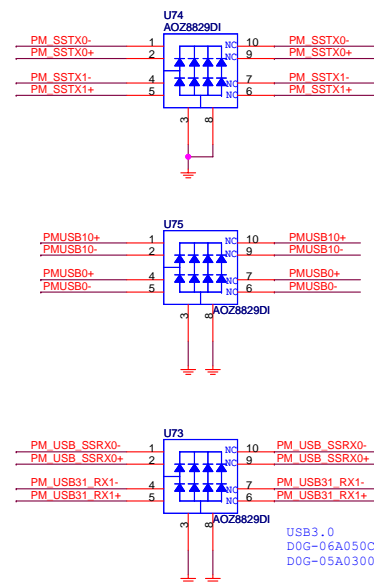 U74
AOZ8829DI
PM_SSTX0- 1 NC 10 PM_SSTX0-
PM_SSTX0+ 2 NC 9 PM_SSTX0+
PM_SSTX1- 4 NC 7 PM_SSTX1-
PM_SSTX1+ 5 NC 6 PM_SSTX1+
3 8
U75
PMUSB10+ 1 NC 10 PMUSB10+
PMUSB10- 2 NC 9 PMUSB10-
PMUSB0+ 4 NC 7 PMUSB0+
PMUSB0- 5 NC 6 PMUSB0-
3 8 AOZ8829DI
U73
PM_USB_SSRX0- 1 NC 10 PM_USB_SSRX0-
PM_USB_SSRX0+ 2 NC 9 PM_USB_SSRX0+
PM_USB31_RX1- 4 NC 7 PM_USB31_RX1-
PM_USB31_RX1+ 5 NC 6 PM_USB31_RX1+
3 8 AOZ8829DI
USB3.0
D0G-06A050C
D0G-05A0300